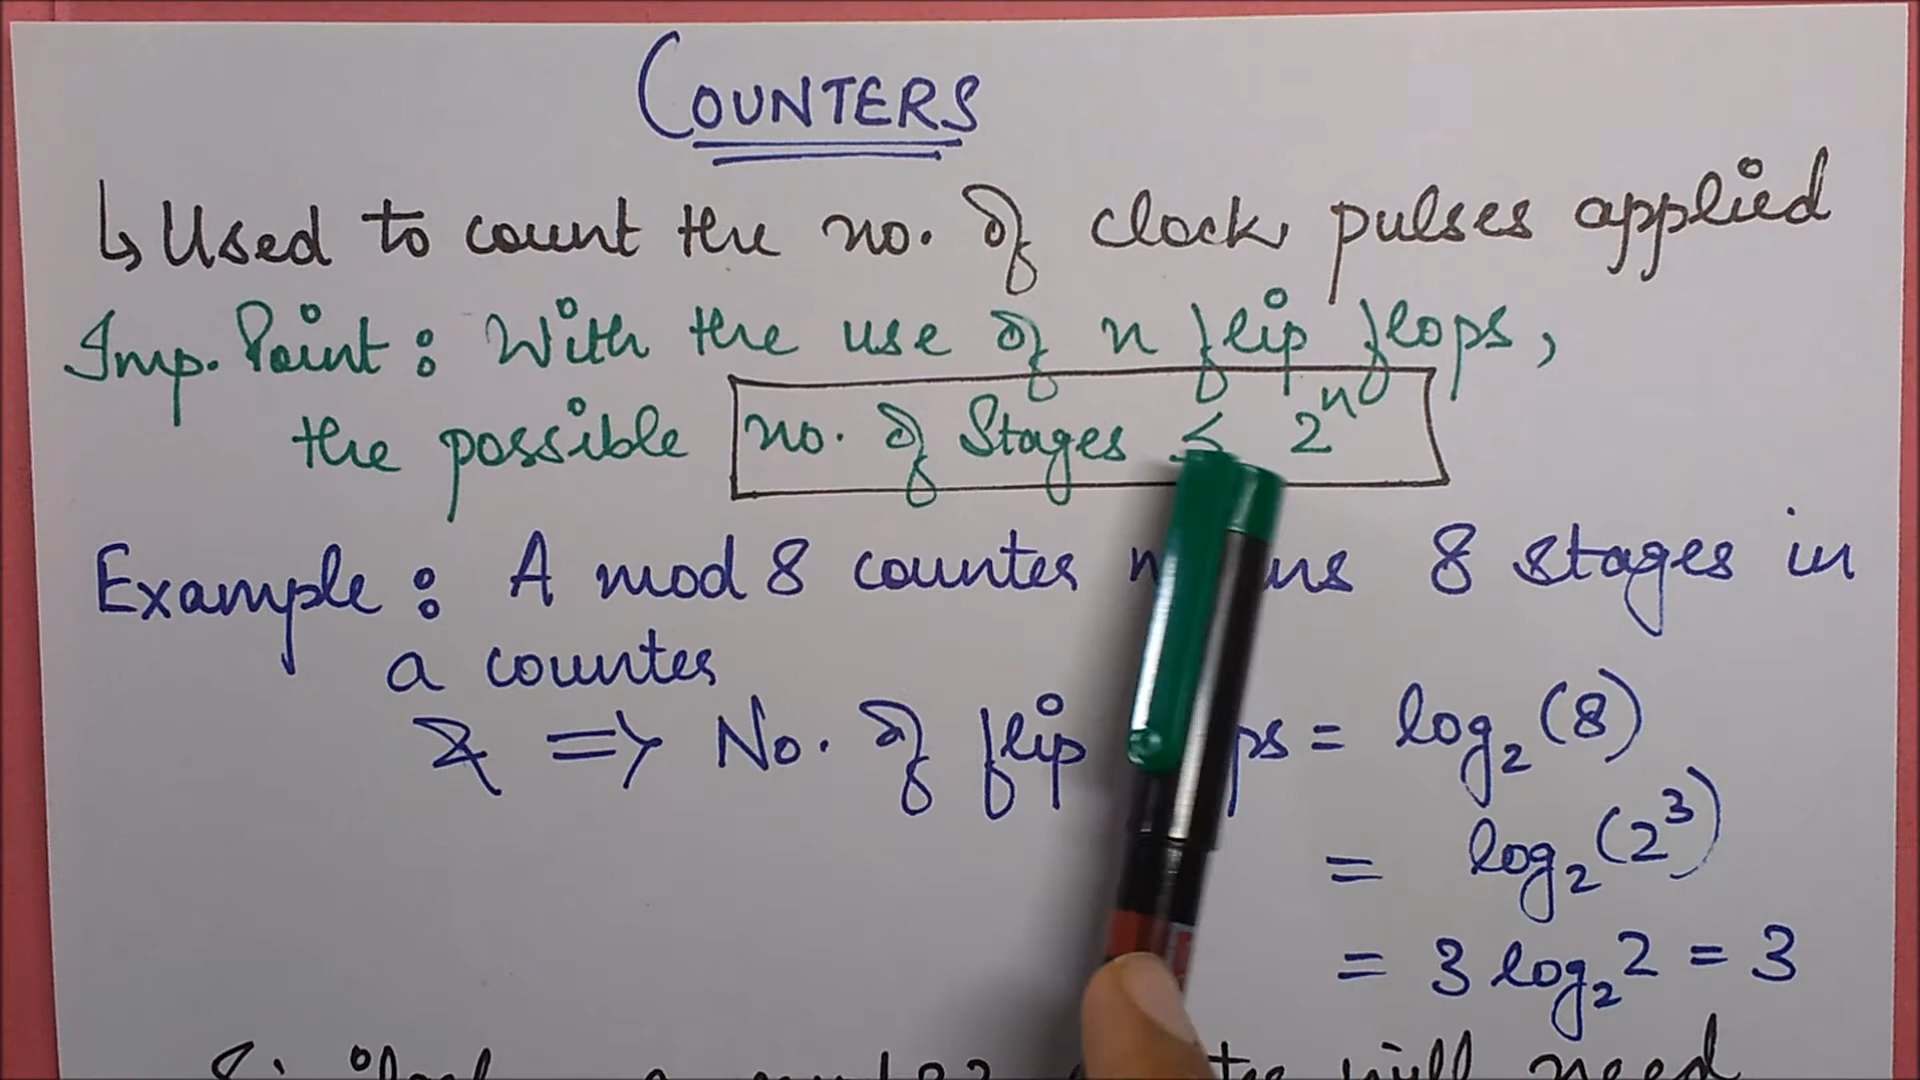 COUNTERS
↳ Used to count the no. of clock pulses applied
Imp. Point : With the use of n flip flops,
the possible no. of Stages ≤ 2ⁿ
Example : A mod 8 counter 8 stages in
a counter
⇒ No. of flip = log₂(8)
= log₂(2³)
= 3 log₂2 = 3
will need